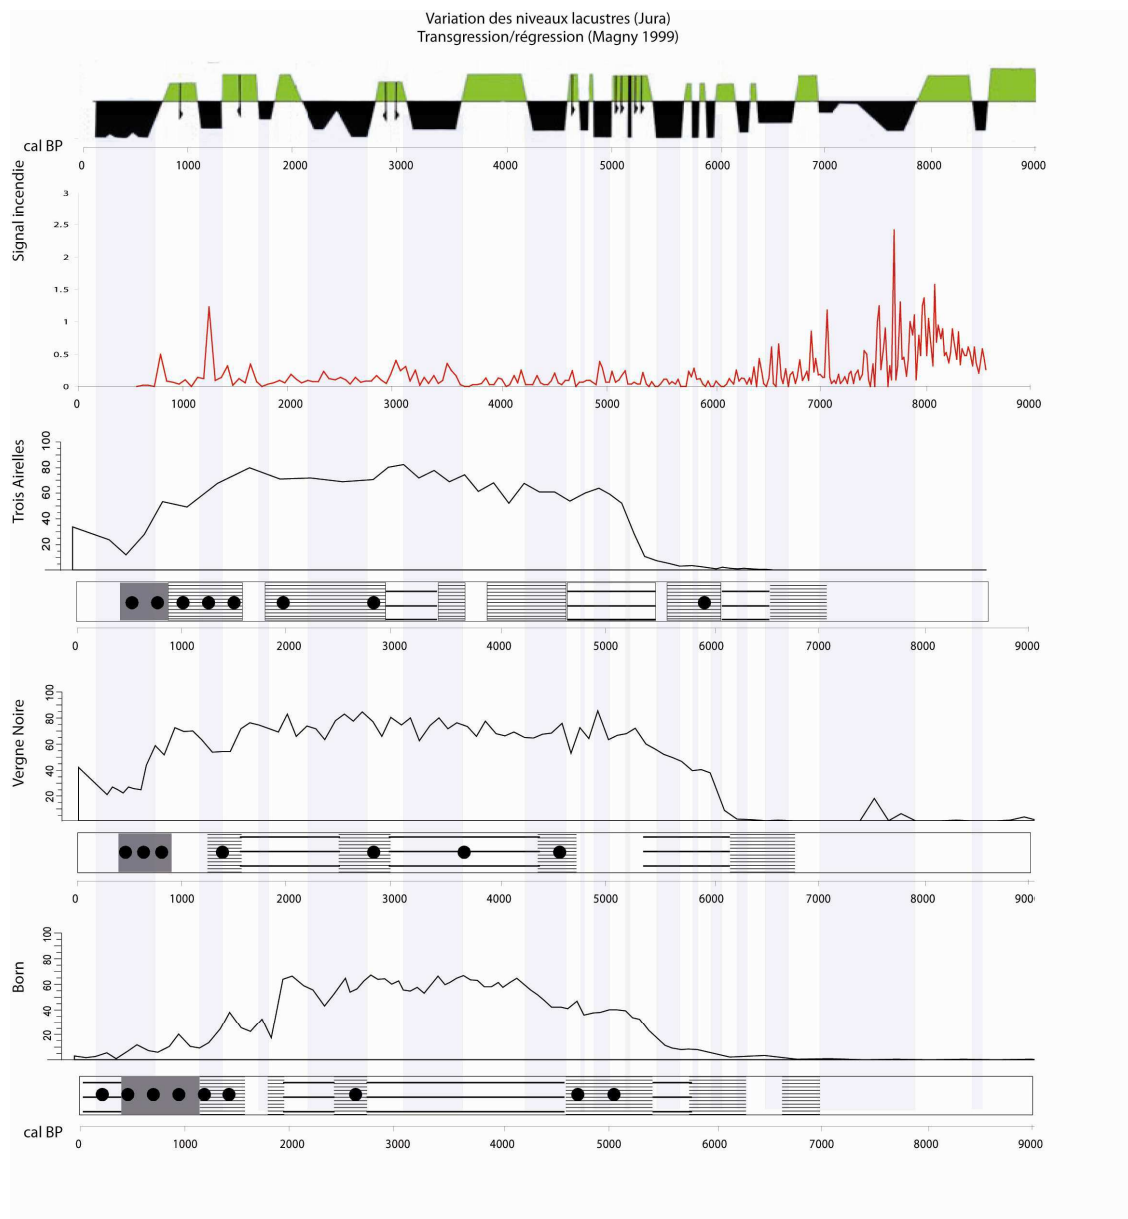 Variation des niveaux lacustres (Jura)
Transgression/régression (Magny 1999)
cal BP
0 1000 2000 3000 4000 5000 6000 7000 8000 9000
Signal incendie
3
2.5
2
1.5
1
0.5
0
0 1000 2000 3000 4000 5000 6000 7000 8000 9000
Trois Airelles
100
80
60
40
20
0 1000 2000 3000 4000 5000 6000 7000 8000 9000
Vergne Noire
100
80
60
40
20
0 1000 2000 3000 4000 5000 6000 7000 8000 900
Born
100
80
60
40
20
cal BP
0 1000 2000 3000 4000 5000 6000 7000 8000 9000